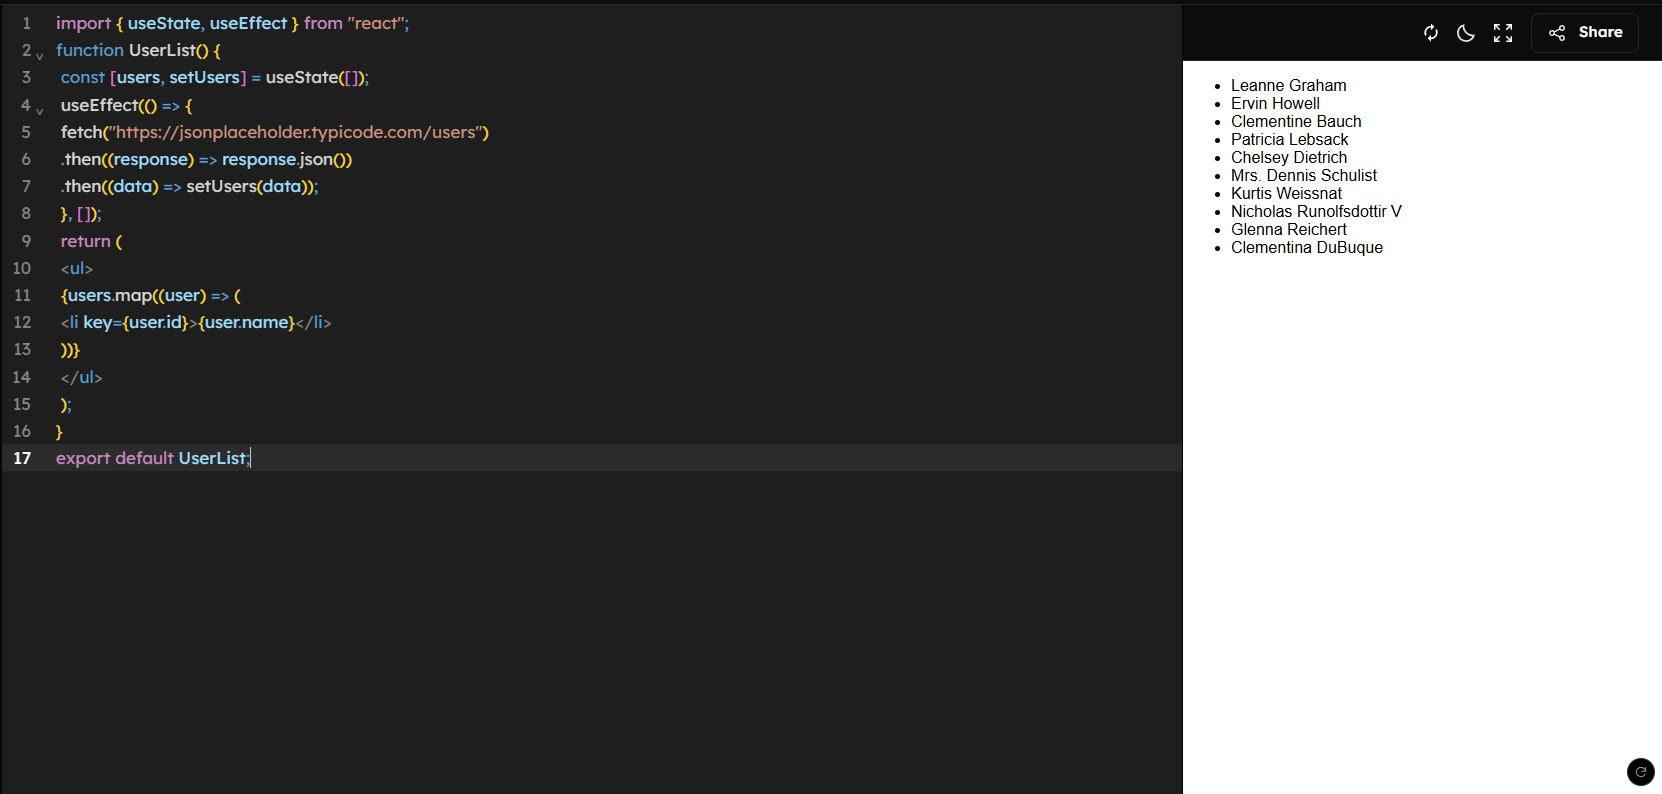 1 import { useState, useEffect } from "react";
2 function UserList() {
3 const [users, setUsers] = useState([]);
4 useEffect(() => {
5 fetch("https://jsonplaceholder.typicode.com/users")
6 .then((response) => response.json())
7 .then((data) => setUsers(data));
8 }, []);
9 return (
10 <ul>
11 {users.map((user) => (
12 <li key={user.id}>{user.name}</li>
13 ))}
14 </ul>
15 );
16 }
17 export default UserList;
Share
• Leanne Graham
• Ervin Howell
• Clementine Bauch
• Patricia Lebsack
• Chelsey Dietrich
• Mrs. Dennis Schulist
• Kurtis Weissnat
• Nicholas Runolfsdottir V
• Glenna Reichert
• Clementina DuBuque